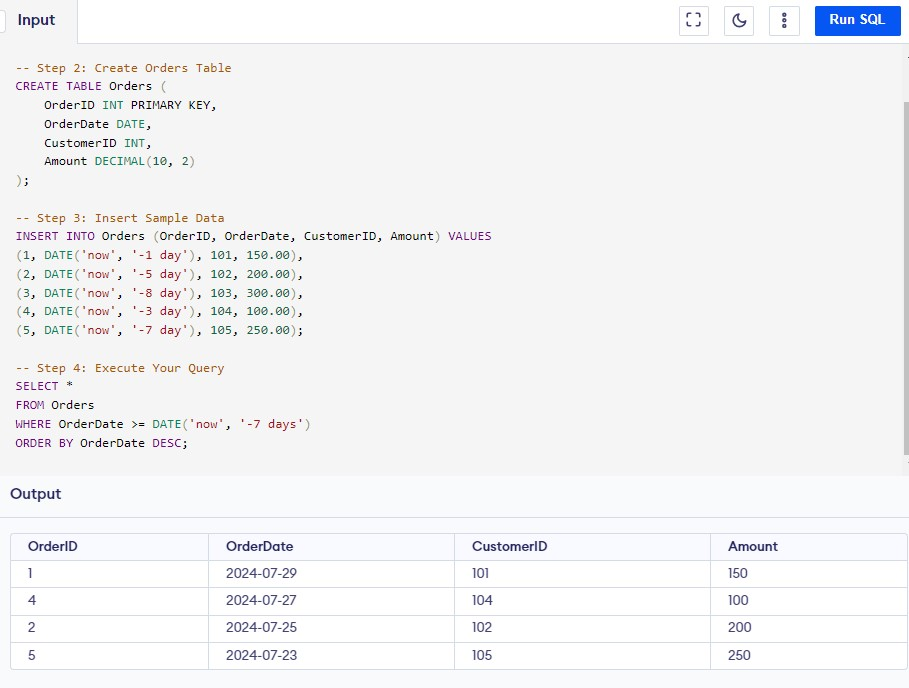 Input
Run SQL
-- Step 2: Create Orders Table
CREATE TABLE Orders (
    OrderID INT PRIMARY KEY,
    OrderDate DATE,
    CustomerID INT,
    Amount DECIMAL(10, 2)
);
-- Step 3: Insert Sample Data
INSERT INTO Orders (OrderID, OrderDate, CustomerID, Amount) VALUES
(1, DATE('now', '-1 day'), 101, 150.00),
(2, DATE('now', '-5 day'), 102, 200.00),
(3, DATE('now', '-8 day'), 103, 300.00),
(4, DATE('now', '-3 day'), 104, 100.00),
(5, DATE('now', '-7 day'), 105, 250.00);
-- Step 4: Execute Your Query
SELECT *
FROM Orders
WHERE OrderDate >= DATE('now', '-7 days')
ORDER BY OrderDate DESC;
Output
OrderID OrderDate CustomerID Amount
1 2024-07-29 101 150
4 2024-07-27 104 100
2 2024-07-25 102 200
5 2024-07-23 105 250